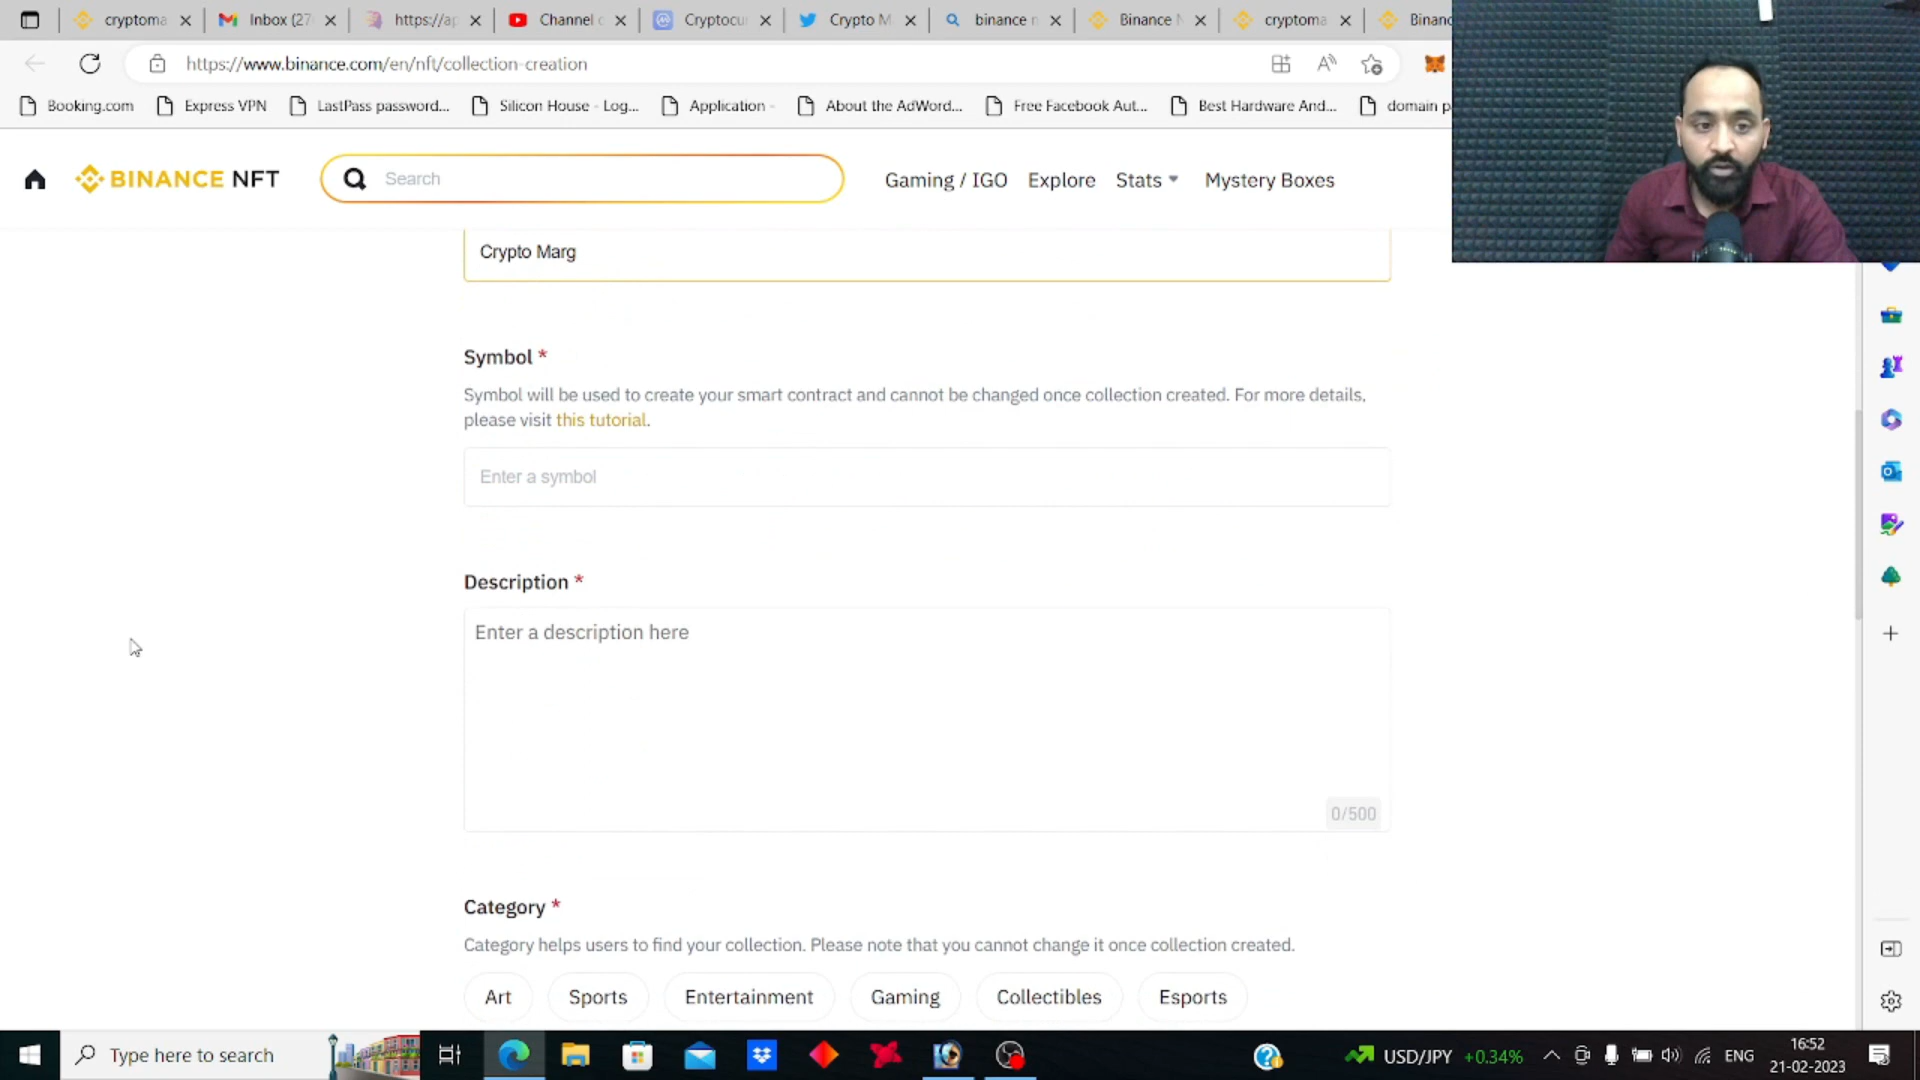 cryptoma
Inbox (27
https://ap
Channel c
Cryptocu
Crypto M
binance n
Binance N
cryptoma
Binanc
https://www.binance.com/en/nft/collection-creation
Booking.com
Express VPN
LastPass password...
Silicon House - Log...
Application -
About the AdWord...
Free Facebook Aut...
Best Hardware And...
domain p
BINANCE NFT
Search
Gaming / IGO
Explore
Stats
Mystery Boxes
Crypto Marg
Symbol *
Symbol will be used to create your smart contract and cannot be changed once collection created. For more details,
please visit this tutorial.
Enter a symbol
Description *
Enter a description here
0/500
Category *
Category helps users to find your collection. Please note that you cannot change it once collection created.
Art
Sports
Entertainment
Gaming
Collectibles
Esports
Type here to search
USD/JPY +0.34%
ENG
16:52
21-02-2023